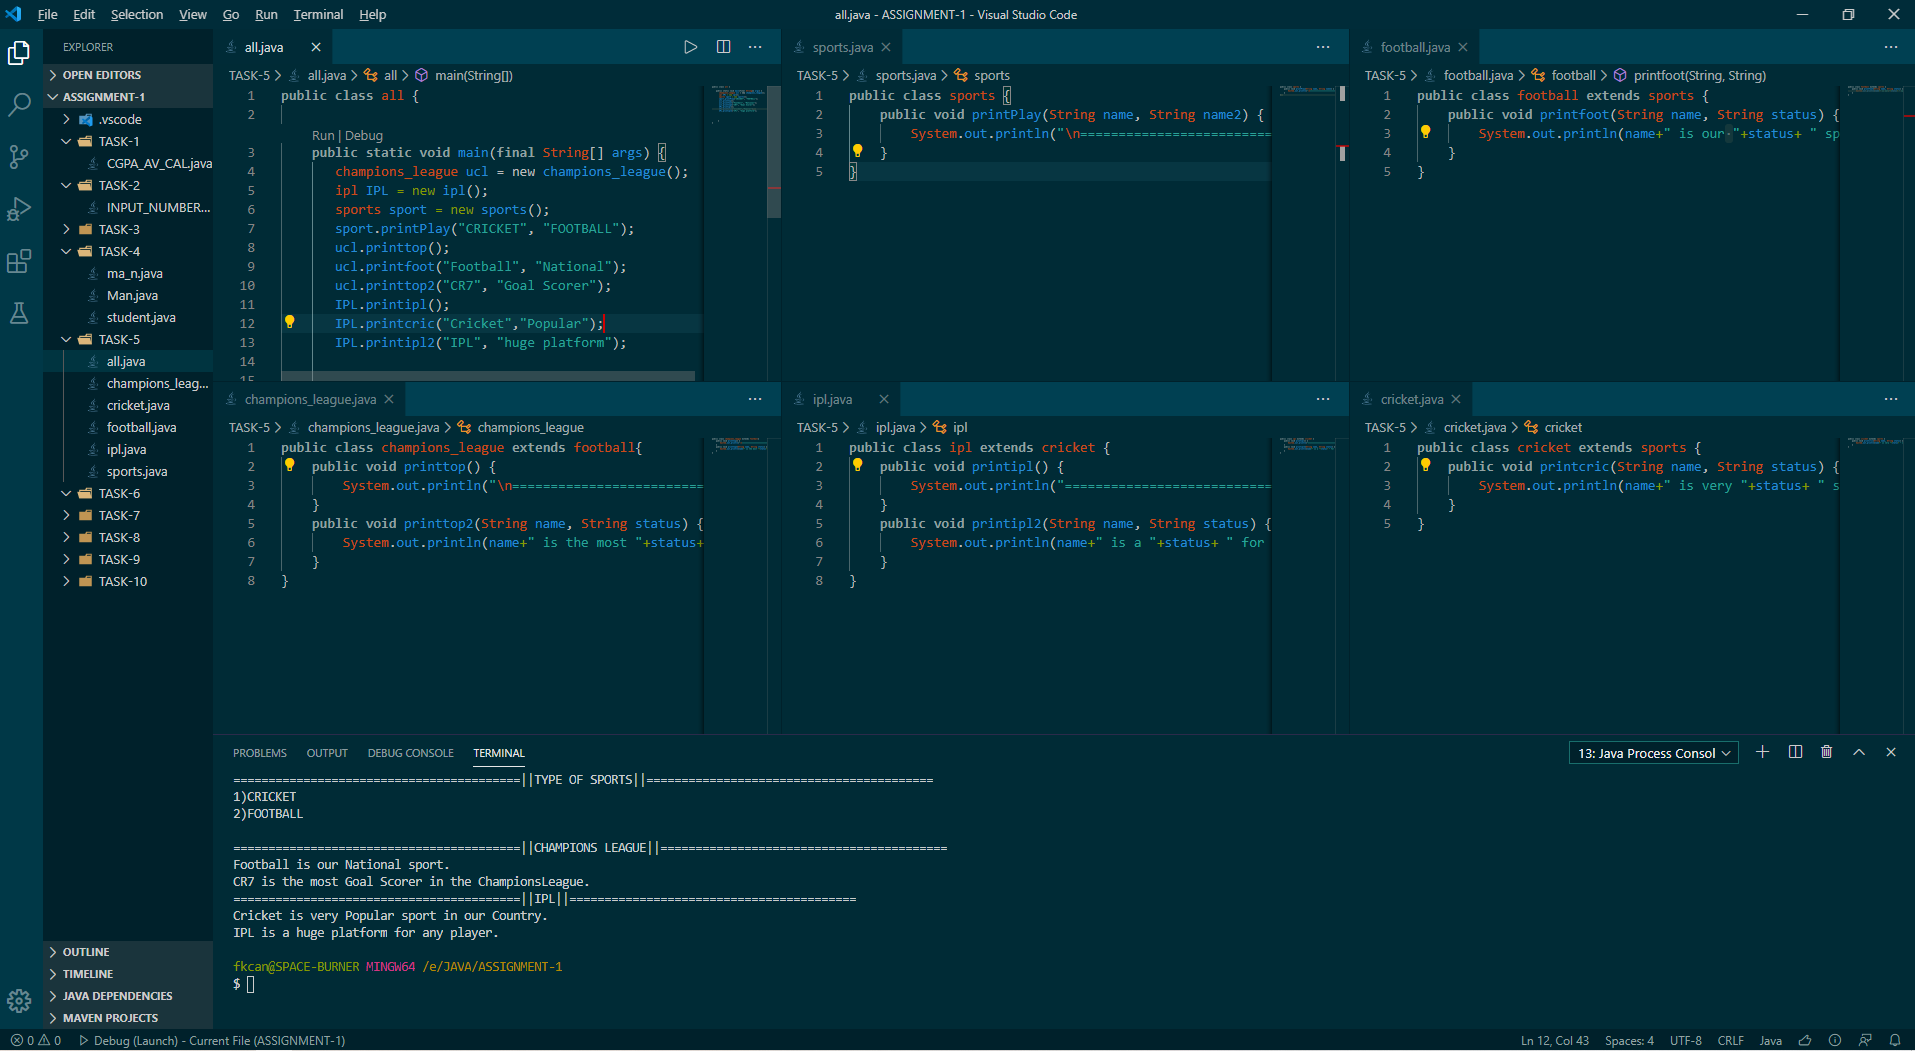 File Edit Selection View Go Run Terminal Help
all.java - ASSIGNMENT-1 - Visual Studio Code
EXPLORER
OPEN EDITORS
ASSIGNMENT-1
.vscode
TASK-1
CGPA_AV_CAL.java
TASK-2
INPUT_NUMBER...
TASK-3
TASK-4
ma_n.java
Man.java
student.java
TASK-5
all.java
champions_leag...
cricket.java
football.java
ipl.java
sports.java
TASK-6
TASK-7
TASK-8
TASK-9
TASK-10
OUTLINE
TIMELINE
JAVA DEPENDENCIES
MAVEN PROJECTS
all.java
TASK-5 > all.java > all > main(String[])
1 public class all {
2
Run | Debug
3 public static void main(final String[] args) {
4 champions_league ucl = new champions_league();
5 ipl IPL = new ipl();
6 sports sport = new sports();
7 sport.printPlay("CRICKET", "FOOTBALL");
8 ucl.printtop();
9 ucl.printfoot("Football", "National");
10 ucl.printtop2("CR7", "Goal Scorer");
11 IPL.printipl();
12 IPL.printcric("Cricket","Popular");
13 IPL.printipl2("IPL", "huge platform");
14
15
sports.java
TASK-5 > sports.java > sports
1 public class sports {
2 public void printPlay(String name, String name2) {
3 System.out.println("\n=========================
4 }
5 }
football.java
TASK-5 > football.java > football > printfoot(String, String)
1 public class football extends sports {
2 public void printfoot(String name, String status) {
3 System.out.println(name+" is our "+status+ " sp
4 }
5 }
champions_league.java
TASK-5 > champions_league.java > champions_league
1 public class champions_league extends football{
2 public void printtop() {
3 System.out.println("\n=========================
4 }
5 public void printtop2(String name, String status) {
6 System.out.println(name+" is the most "+status+
7 }
8 }
ipl.java
TASK-5 > ipl.java > ipl
1 public class ipl extends cricket {
2 public void printipl() {
3 System.out.println("===========================
4 }
5 public void printipl2(String name, String status) {
6 System.out.println(name+" is a "+status+ " for
7 }
8 }
cricket.java
TASK-5 > cricket.java > cricket
1 public class cricket extends sports {
2 public void printcric(String name, String status) {
3 System.out.println(name+" is very "+status+ " s
4 }
5 }
PROBLEMS OUTPUT DEBUG CONSOLE TERMINAL
13: Java Process Consol
=========================================||TYPE OF SPORTS||=========================================
1)CRICKET
2)FOOTBALL
=========================================||CHAMPIONS LEAGUE||=========================================
Football is our National sport.
CR7 is the most Goal Scorer in the ChampionsLeague.
=========================================||IPL||=========================================
Cricket is very Popular sport in our Country.
IPL is a huge platform for any player.
fkcan@SPACE-BURNER MINGW64 /e/JAVA/ASSIGNMENT-1
$
0 0 Debug (Launch) - Current File (ASSIGNMENT-1)
Ln 12, Col 43 Spaces: 4 UTF-8 CRLF Java